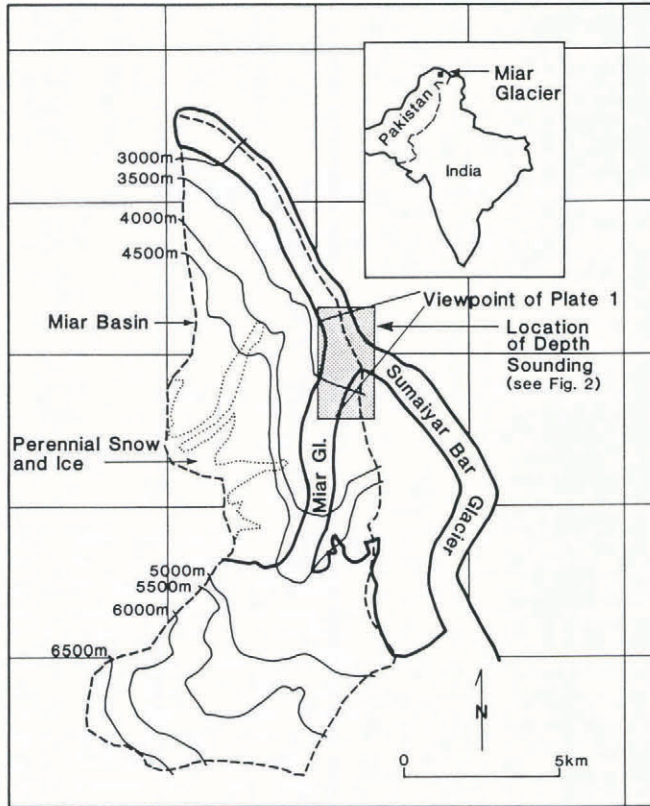 Miar
Glacier
Pakistan
India
3000m
3500m
4000m
4500m
Viewpoint of Plate 1
Miar Basin
Location
of Depth
Sounding
(see Fig. 2)
Sumaiyar Bar
Glacier
Perennial Snow
and Ice
Miar Gl.
5000m
5500m
6000m
6500m
N
0
5km